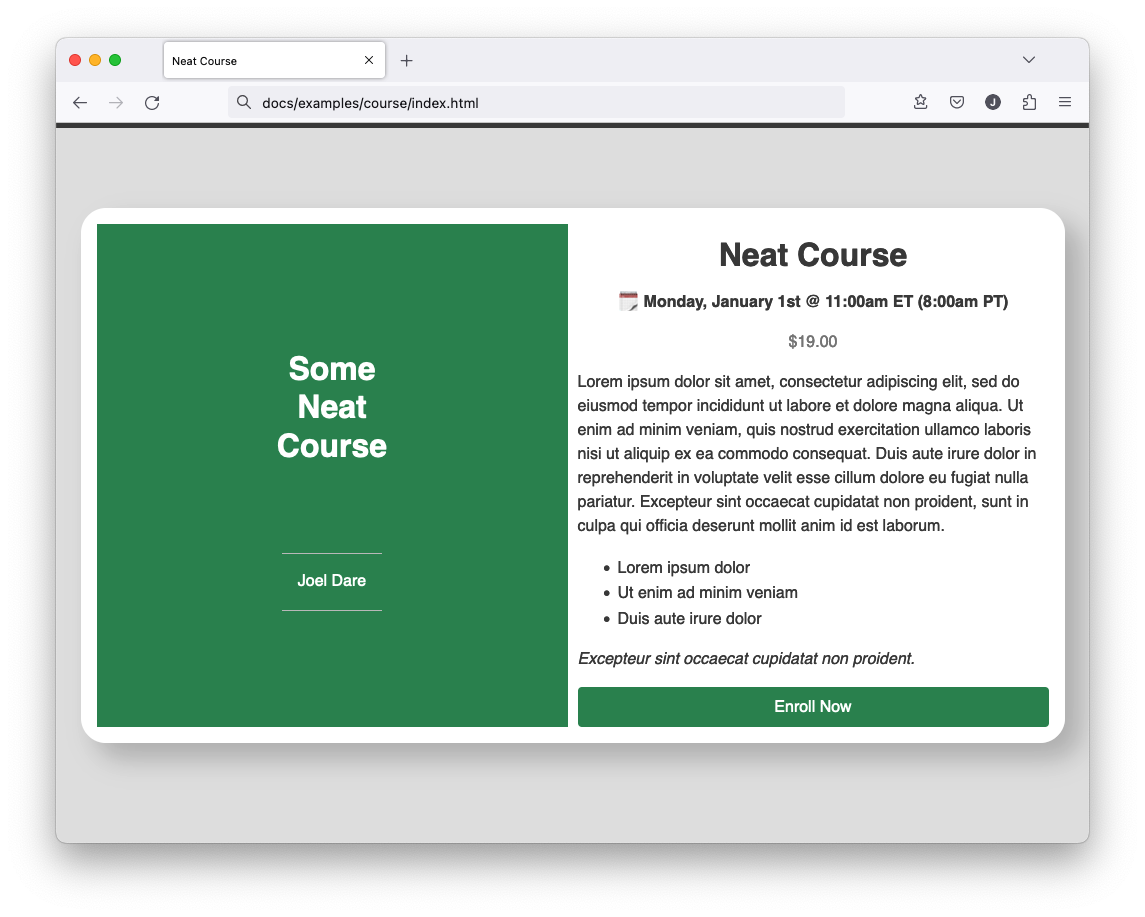 Neat Course
docs/examples/course/index.html
J
Some
Neat
Course
Joel Dare
Neat Course
Monday, January 1st @ 11:00am ET (8:00am PT)
$19.00
Lorem ipsum dolor sit amet, consectetur adipiscing elit, sed do
eiusmod tempor incididunt ut labore et dolore magna aliqua. Ut
enim ad minim veniam, quis nostrud exercitation ullamco laboris
nisi ut aliquip ex ea commodo consequat. Duis aute irure dolor in
reprehenderit in voluptate velit esse cillum dolore eu fugiat nulla
pariatur. Excepteur sint occaecat cupidatat non proident, sunt in
culpa qui officia deserunt mollit anim id est laborum.
• Lorem ipsum dolor
• Ut enim ad minim veniam
• Duis aute irure dolor
Excepteur sint occaecat cupidatat non proident.
Enroll Now